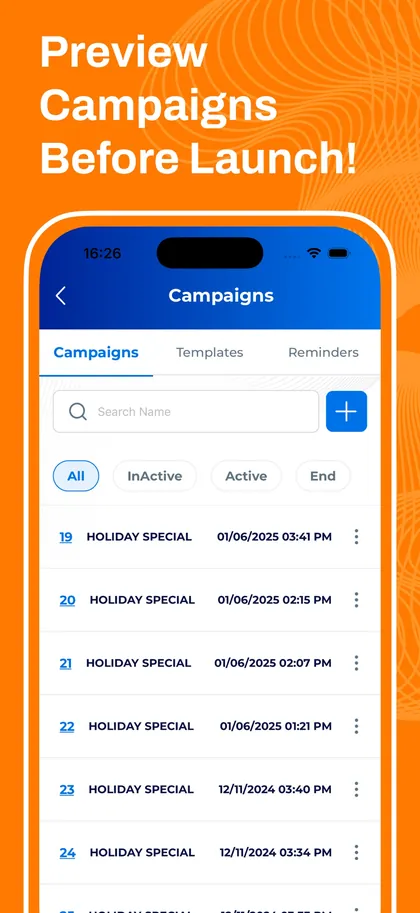 Preview
Campaigns
Before Launch!
16:26
Campaigns
Campaigns Templates Reminders
Search Name
All InActive Active End
19 HOLIDAY SPECIAL 01/06/2025 03:41 PM
20 HOLIDAY SPECIAL 01/06/2025 02:15 PM
21 HOLIDAY SPECIAL 01/06/2025 02:07 PM
22 HOLIDAY SPECIAL 01/06/2025 01:21 PM
23 HOLIDAY SPECIAL 12/11/2024 03:40 PM
24 HOLIDAY SPECIAL 12/11/2024 03:34 PM
HOLIDAY SPECIAL